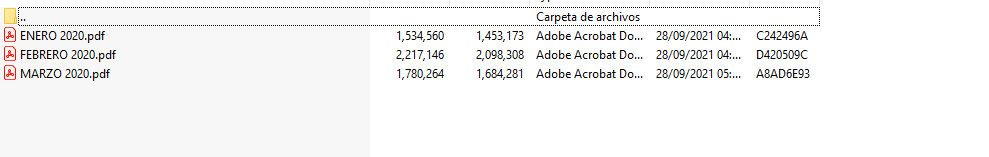 .. Carpeta de archivos
ENERO 2020.pdf 1,534,560 1,453,173 Adobe Acrobat Do... 28/09/2021 04:... C242496A
FEBRERO 2020.pdf 2,217,146 2,098,308 Adobe Acrobat Do... 28/09/2021 04:... D420509C
MARZO 2020.pdf 1,780,264 1,684,281 Adobe Acrobat Do... 28/09/2021 05:... A8AD6E93